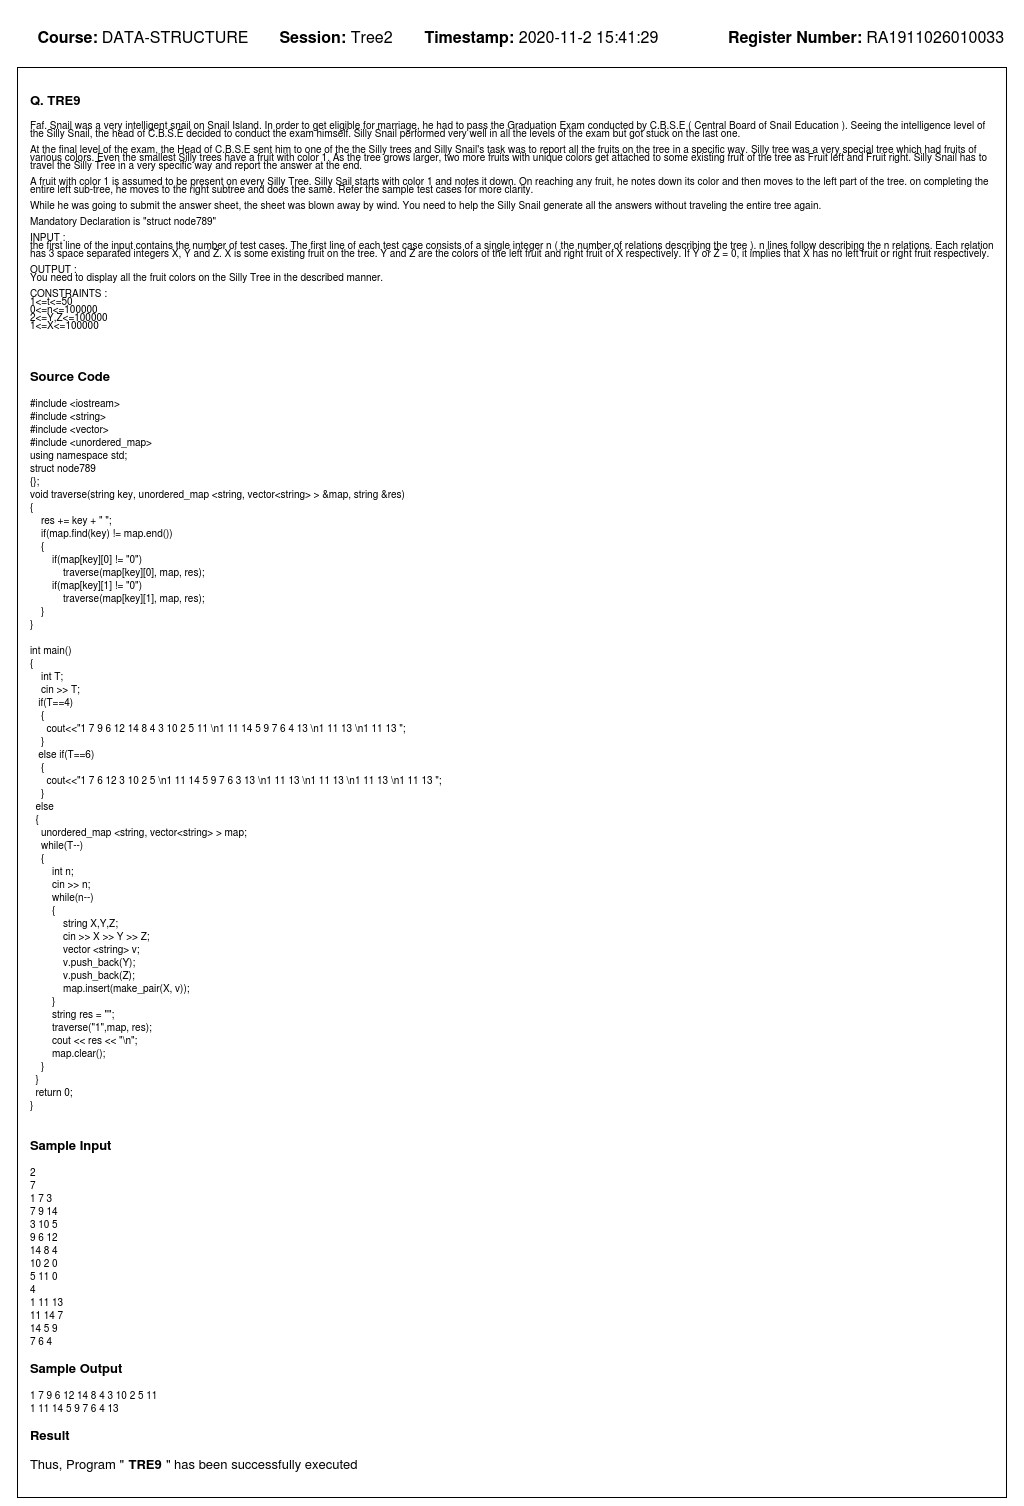 Course: DATA-STRUCTURE Session: Tree2 Timestamp: 2020-11-2 15:41:29 Register Number: RA1911026010033
Q. TRE9
Faf. Snail was a very intelligent snail on Snail Island. In order to get eligible for marriage, he had to pass the Graduation Exam conducted by C.B.S.E ( Central Board of Snail Education ). Seeing the intelligence level of
the Silly Snail, the head of C.B.S.E decided to conduct the exam himself. Silly Snail performed very well in all the levels of the exam but got stuck on the last one.
At the final level of the exam, the Head of C.B.S.E sent him to one of the the Silly trees and Silly Snail's task was to report all the fruits on the tree in a specific way. Silly tree was a very special tree which had fruits of
various colors. Even the smallest Silly trees have a fruit with color 1. As the tree grows larger, two more fruits with unique colors get attached to some existing fruit of the tree as Fruit left and Fruit right. Silly Snail has to
travel the Silly Tree in a very specific way and report the answer at the end.
A fruit with color 1 is assumed to be present on every Silly Tree. Silly Sail starts with color 1 and notes it down. On reaching any fruit, he notes down its color and then moves to the left part of the tree. on completing the
entire left sub-tree, he moves to the right subtree and does the same. Refer the sample test cases for more clarity.
While he was going to submit the answer sheet, the sheet was blown away by wind. You need to help the Silly Snail generate all the answers without traveling the entire tree again.
Mandatory Declaration is "struct node789"
INPUT :
the first line of the input contains the number of test cases. The first line of each test case consists of a single integer n ( the number of relations describing the tree ). n lines follow describing the n relations. Each relation
has 3 space separated integers X, Y and Z. X is some existing fruit on the tree. Y and Z are the colors of the left fruit and right fruit of X respectively. If Y or Z = 0, it implies that X has no left fruit or right fruit respectively.
OUTPUT :
You need to display all the fruit colors on the Silly Tree in the described manner.
CONSTRAINTS :
1<=t<=50
0<=n<=100000
2<=Y,Z<=100000
1<=X<=100000
Source Code
#include <iostream>
#include <string>
#include <vector>
#include <unordered_map>
using namespace std;
struct node789
{};
void traverse(string key, unordered_map <string, vector<string> > &map, string &res)
{
res += key + " ";
if(map.find(key) != map.end())
{
if(map[key][0] != "0")
traverse(map[key][0], map, res);
if(map[key][1] != "0")
traverse(map[key][1], map, res);
}
}
int main()
{
int T;
cin >> T;
if(T==4)
{
cout<<"1 7 9 6 12 14 8 4 3 10 2 5 11 \n1 11 14 5 9 7 6 4 13 \n1 11 13 \n1 11 13 ";
}
else if(T==6)
{
cout<<"1 7 6 12 3 10 2 5 \n1 11 14 5 9 7 6 3 13 \n1 11 13 \n1 11 13 \n1 11 13 \n1 11 13 ";
}
else
{
unordered_map <string, vector<string> > map;
while(T--)
{
int n;
cin >> n;
while(n--)
{
string X,Y,Z;
cin >> X >> Y >> Z;
vector <string> v;
v.push_back(Y);
v.push_back(Z);
map.insert(make_pair(X, v));
}
string res = "";
traverse("1",map, res);
cout << res << "\n";
map.clear();
}
}
return 0;
}
Sample Input
2
7
1 7 3
7 9 14
3 10 5
9 6 12
14 8 4
10 2 0
5 11 0
4
1 11 13
11 14 7
14 5 9
7 6 4
Sample Output
1 7 9 6 12 14 8 4 3 10 2 5 11
1 11 14 5 9 7 6 4 13
Result
Thus, Program " TRE9 " has been successfully executed